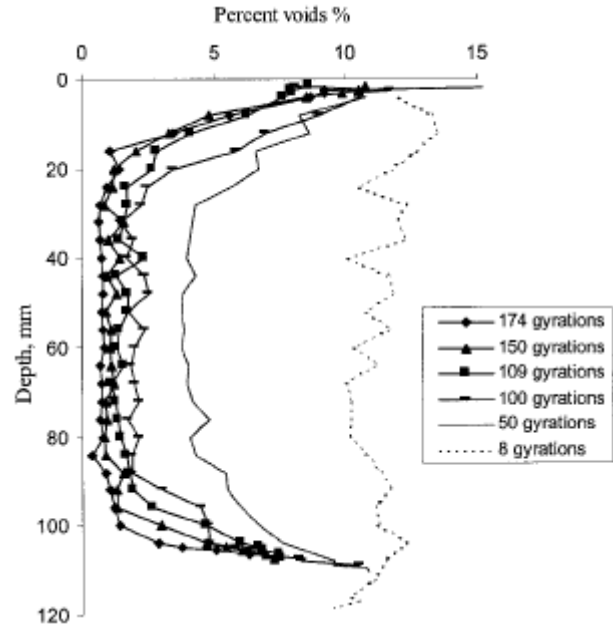 Percent voids %
0 5 10 15
0
20
40
60
80
100
120
Depth, mm
174 gyrations
150 gyrations
109 gyrations
100 gyrations
50 gyrations
8 gyrations